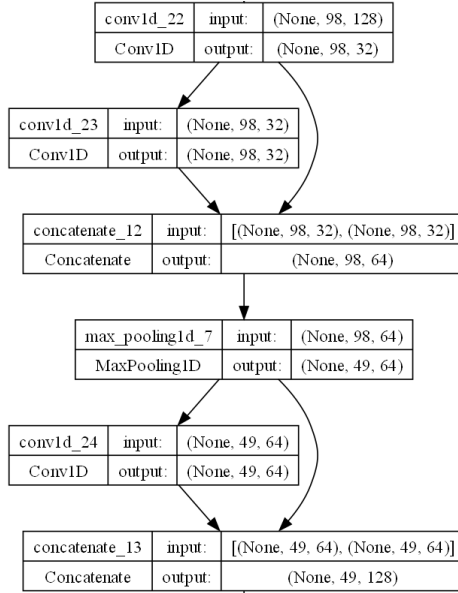 conv1d_22 input: (None, 98, 128)
Conv1D output: (None, 98, 32)
conv1d_23 input: (None, 98, 32)
Conv1D output: (None, 98, 32)
concatenate_12 input: [(None, 98, 32), (None, 98, 32)]
Concatenate output: (None, 98, 64)
max_pooling1d_7 input: (None, 98, 64)
MaxPooling1D output: (None, 49, 64)
conv1d_24 input: (None, 49, 64)
Conv1D output: (None, 49, 64)
concatenate_13 input: [(None, 49, 64), (None, 49, 64)]
Concatenate output: (None, 49, 128)